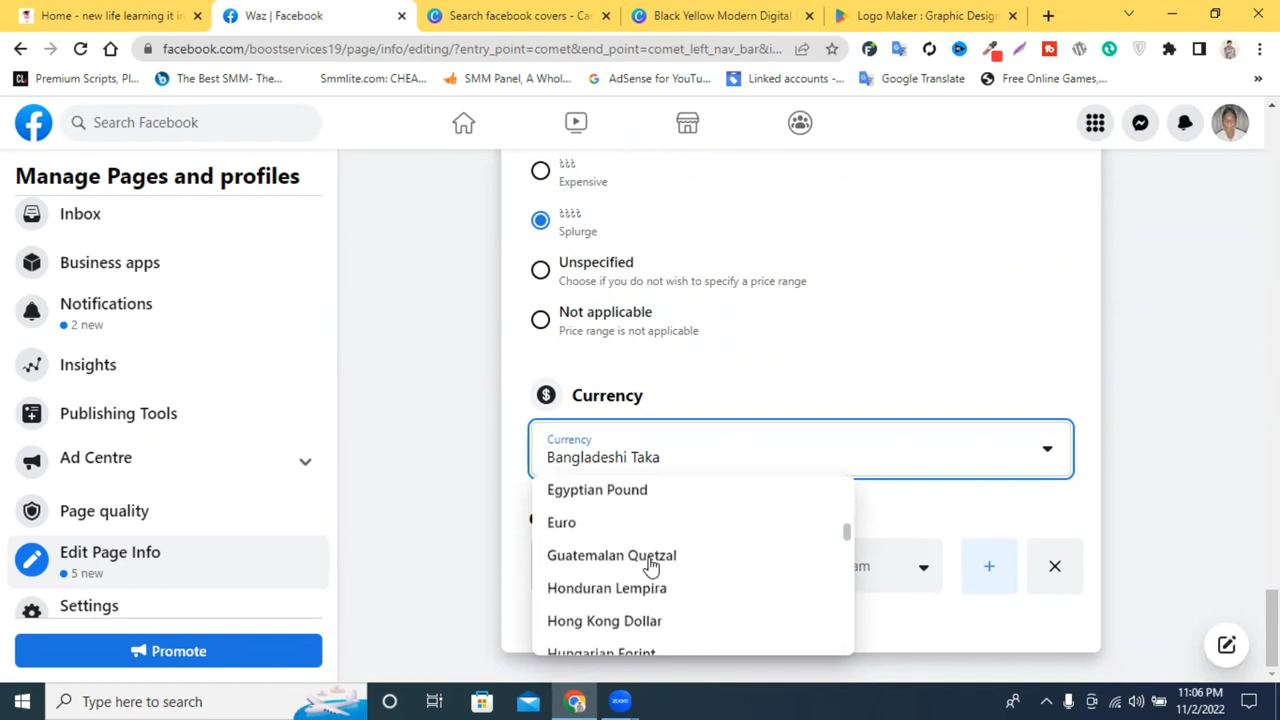 Home - new life learning it in
Waz | Facebook
Search facebook covers - Can
Black Yellow Modern Digital
Logo Maker : Graphic Design
facebook.com/boostservices19/page/info/editing/?entry_point=comet&end_point=comet_left_nav_bar&i...
Premium Scripts, Pl...
The Best SMM- The...
Smmlite.com: CHEA...
SMM Panel, A Whol...
AdSense for YouTu...
Linked accounts -...
Google Translate
Free Online Games,...
Search Facebook
Manage Pages and profiles
Inbox
Business apps
Notifications
2 new
Insights
Publishing Tools
Ad Centre
Page quality
Edit Page Info
5 new
Settings
Promote
৳৳৳
Expensive
৳৳৳৳
Splurge
Unspecified
Choose if you do not wish to specify a price range
Not applicable
Price range is not applicable
Currency
Currency
Bangladeshi Taka
Egyptian Pound
Euro
Guatemalan Quetzal
Honduran Lempira
Hong Kong Dollar
Hungarian Forint
Type here to search
zoom
11:06 PM
11/2/2022